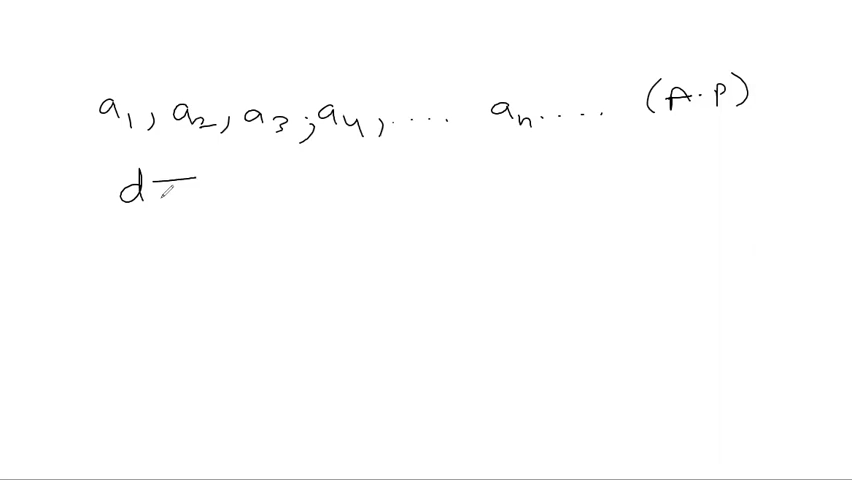 a₁, a₂, a₃, a₄, .... aₙ.... (A.P)
d =